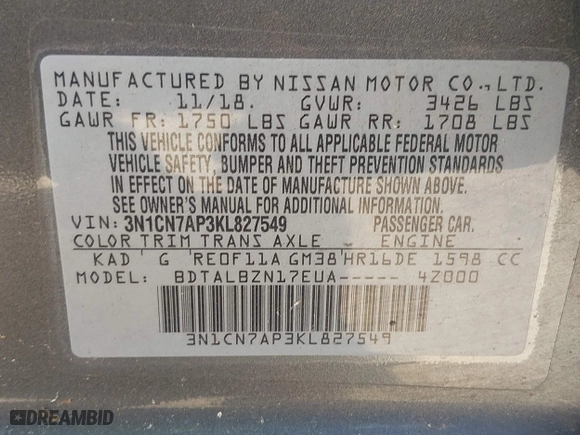 MANUFACTURED BY NISSAN MOTOR CO., LTD.
DATE: 11/18. GVWR: 3426 LBS
GAWR FR: 1750 LBS GAWR RR: 1708 LBS
THIS VEHICLE CONFORMS TO ALL APPLICABLE FEDERAL MOTOR
VEHICLE SAFETY, BUMPER AND THEFT PREVENTION STANDARDS
IN EFFECT ON THE DATE OF MANUFACTURE SHOWN ABOVE.
SEE OWNER'S MANUAL FOR ADDITIONAL INFORMATION.
VIN: 3N1CN7AP3KL827549 PASSENGER CAR.
COLOR TRIM TRANS AXLE ENGINE
KAD G RE0F11A GM38 HR16DE 1598 CC
MODEL: BDTALBZN17EUA----- 4Z000
3N1CN7AP3KL827549
DREAMBID